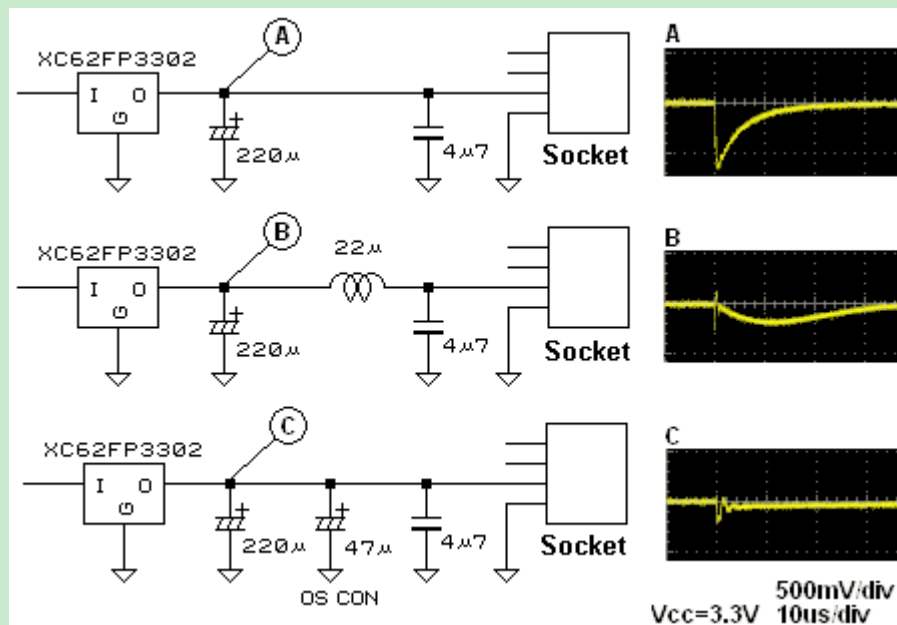 A
XC62FP3302
I O
G
220μ
4μ7
Socket
A
B
XC62FP3302
I O
G
22μ
220μ
4μ7
Socket
B
C
XC62FP3302
I O
G
220μ
47μ
4μ7
OS CON
Socket
C
500mV/div
Vcc=3.3V 10us/div